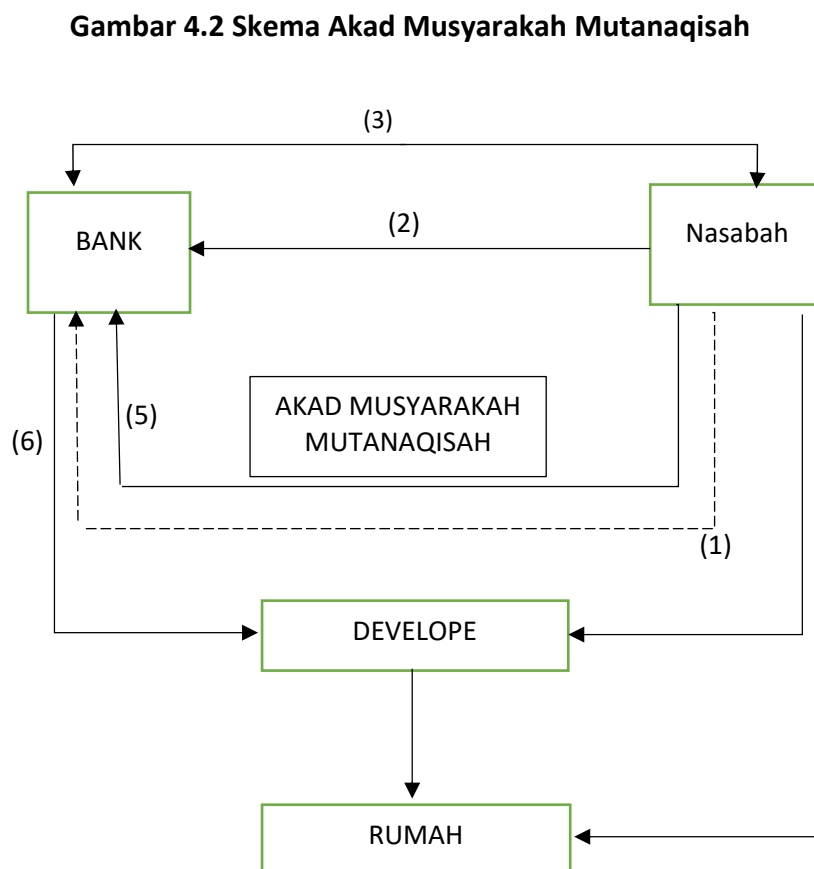 Gambar 4.2 Skema Akad Musyarakah Mutanaqisah
(3)
BANK
(2)
Nasabah
(6)
(5)
AKAD MUSYARAKAH
MUTANAQISAH
(1)
DEVELOPE
RUMAH